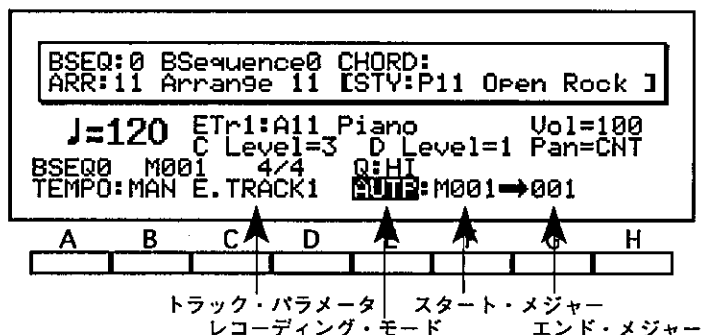 BSEQ:0 BSequence0 CHORD:
ARR:11 Arrange 11 [STY:P11 Open Rock ]
♩=120 ETr1:A11 Piano Vol=100
C Level=3 D Level=1 Pan=CNT
BSEQ0 M001 4/4 Q:HI
TEMPO:MAN E.TRACK1 AUTP:M001➡001
A B C D E F G H
トラック・パラメータ スタート・メジャー
レコーディング・モード エンド・メジャー